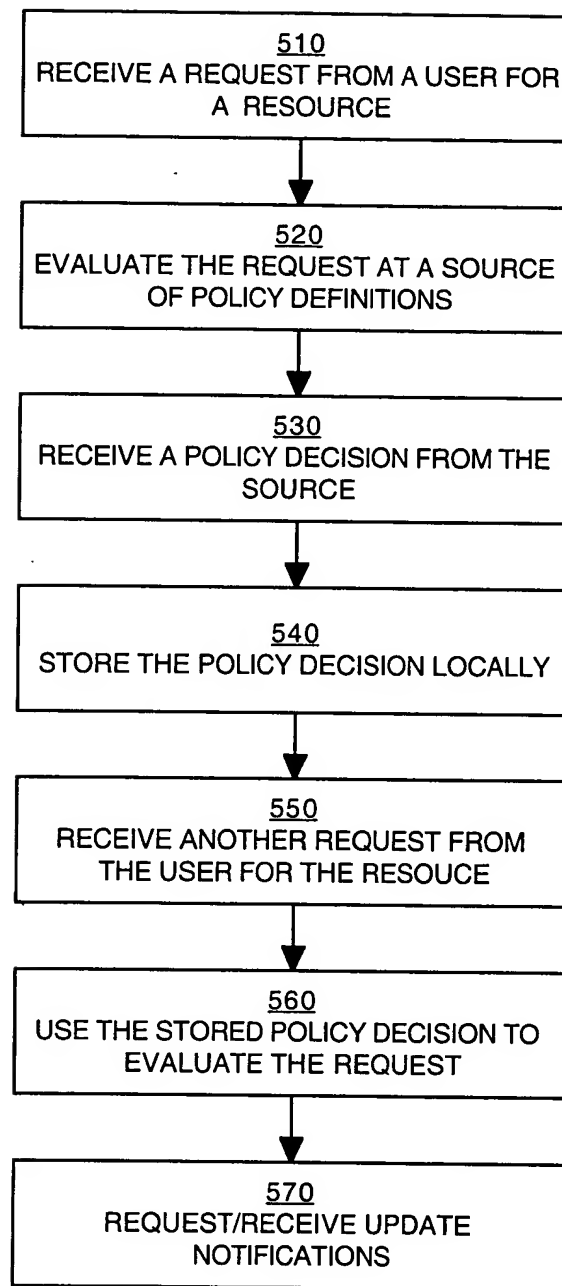 510
RECEIVE A REQUEST FROM A USER FOR
A RESOURCE
520
EVALUATE THE REQUEST AT A SOURCE
OF POLICY DEFINITIONS
530
RECEIVE A POLICY DECISION FROM THE
SOURCE
540
STORE THE POLICY DECISION LOCALLY
550
RECEIVE ANOTHER REQUEST FROM
THE USER FOR THE RESOUCE
560
USE THE STORED POLICY DECISION TO
EVALUATE THE REQUEST
570
REQUEST/RECEIVE UPDATE
NOTIFICATIONS